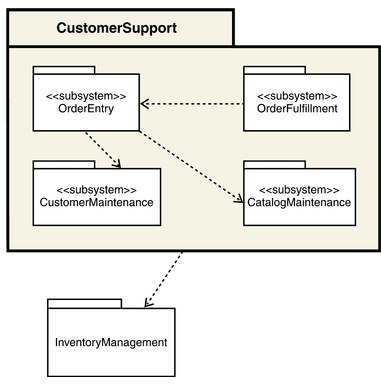 CustomerSupport
<<subsystem>>
OrderEntry
<<subsystem>>
OrderFulfillment
<<subsystem>>
CustomerMaintenance
<<subsystem>>
CatalogMaintenance
InventoryManagement